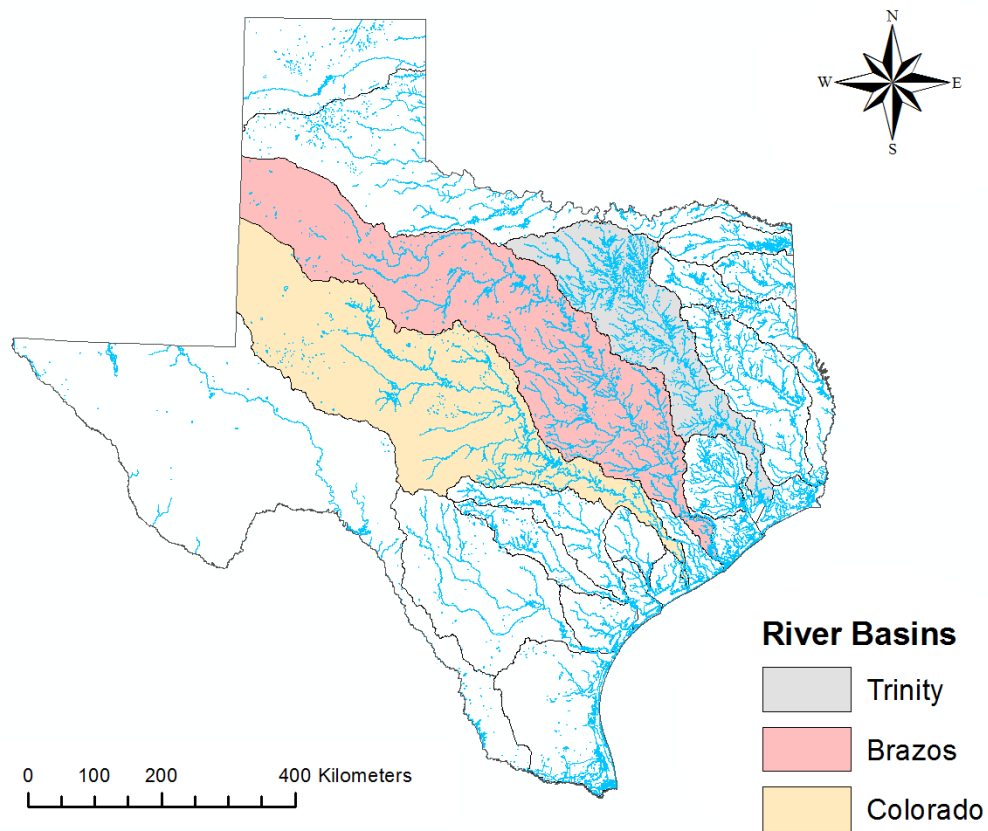 N
W E
S
River Basins
Trinity
Brazos
Colorado
0 100 200 400 Kilometers